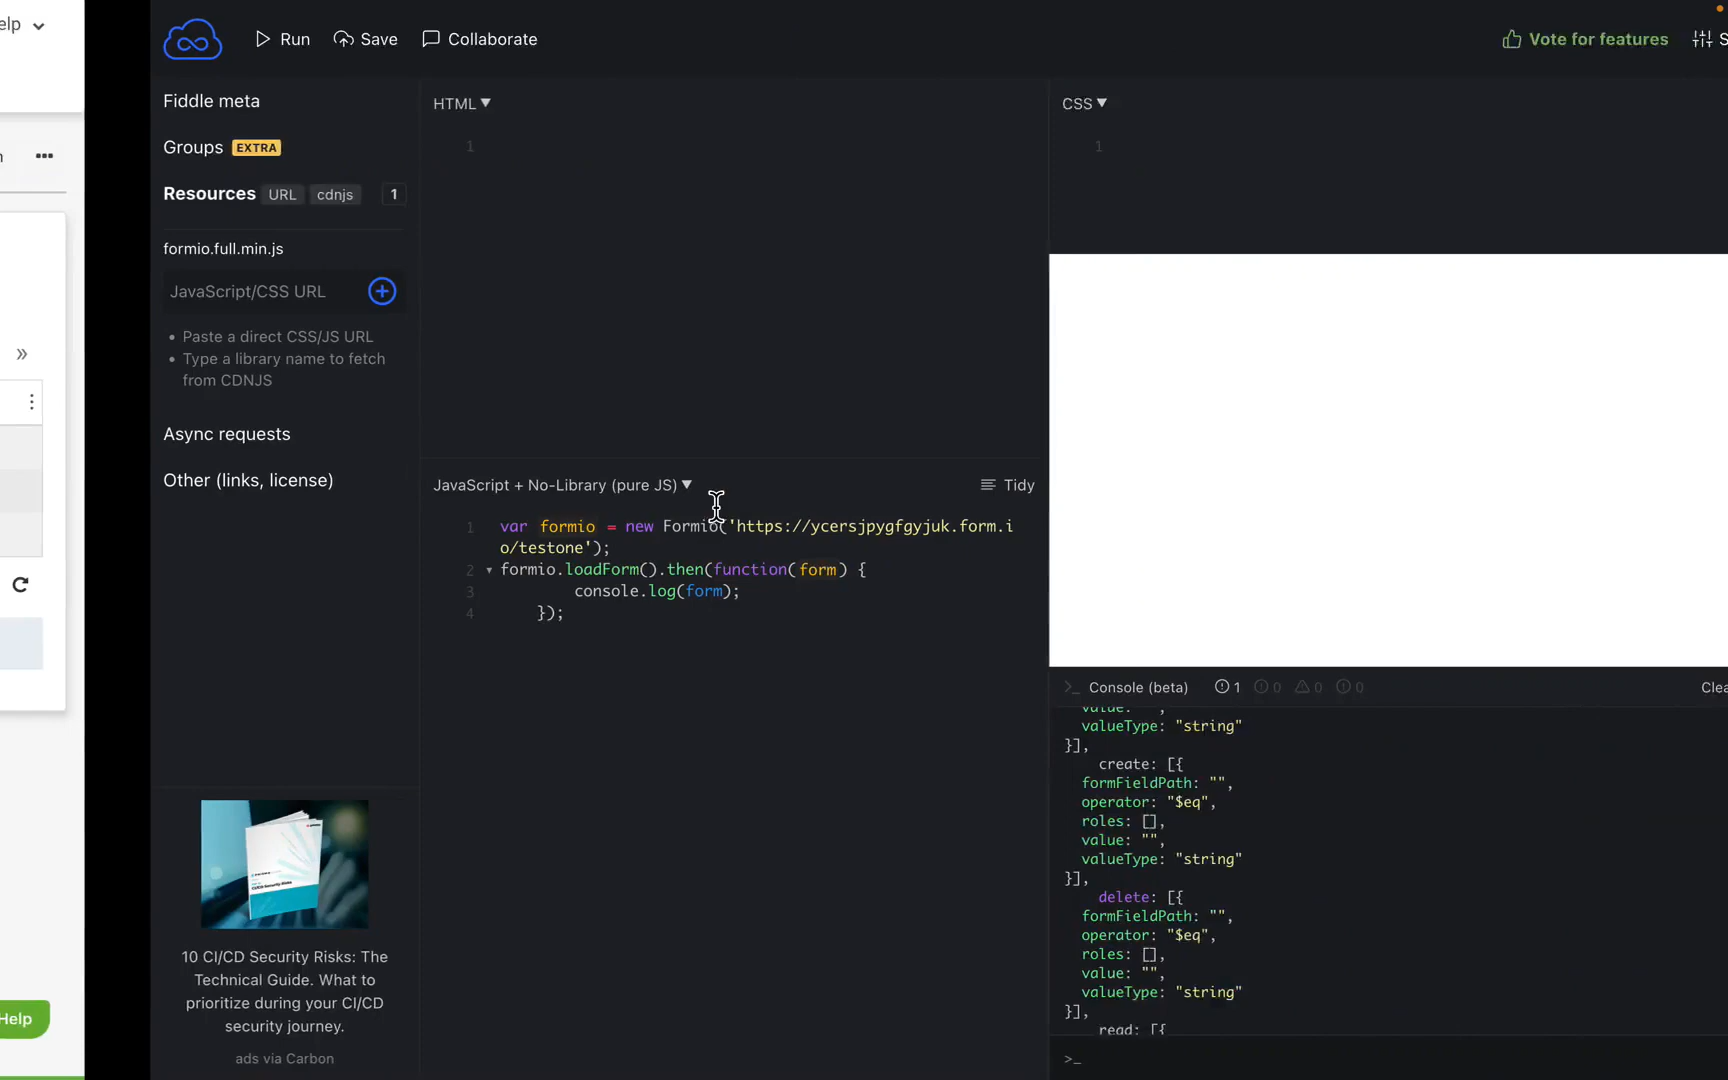 elp
Run
Save
Collaborate
Vote for features
S
Fiddle meta
Groups EXTRA
Resources URL cdnjs 1
formio.full.min.js
JavaScript/CSS URL
• Paste a direct CSS/JS URL
• Type a library name to fetch
from CDNJS
Async requests
Other (links, license)
10 CI/CD Security Risks: The
Technical Guide. What to
prioritize during your CI/CD
security journey.
ads via Carbon
Help
HTML ▼
1
CSS ▼
1
JavaScript + No-Library (pure JS) ▼
Tidy
1 var formio = new Formio('https://ycersjpygfgyjuk.form.i
o/testone');
2 formio.loadForm().then(function(form) {
3 console.log(form);
4 });
>_ Console (beta) 1 0 0 0
Clea
value: "",
valueType: "string"
}],
create: [{
formFieldPath: "",
operator: "$eq",
roles: [],
value: "",
valueType: "string"
}],
delete: [{
formFieldPath: "",
operator: "$eq",
roles: [],
value: "",
valueType: "string"
}],
read: [{
>_